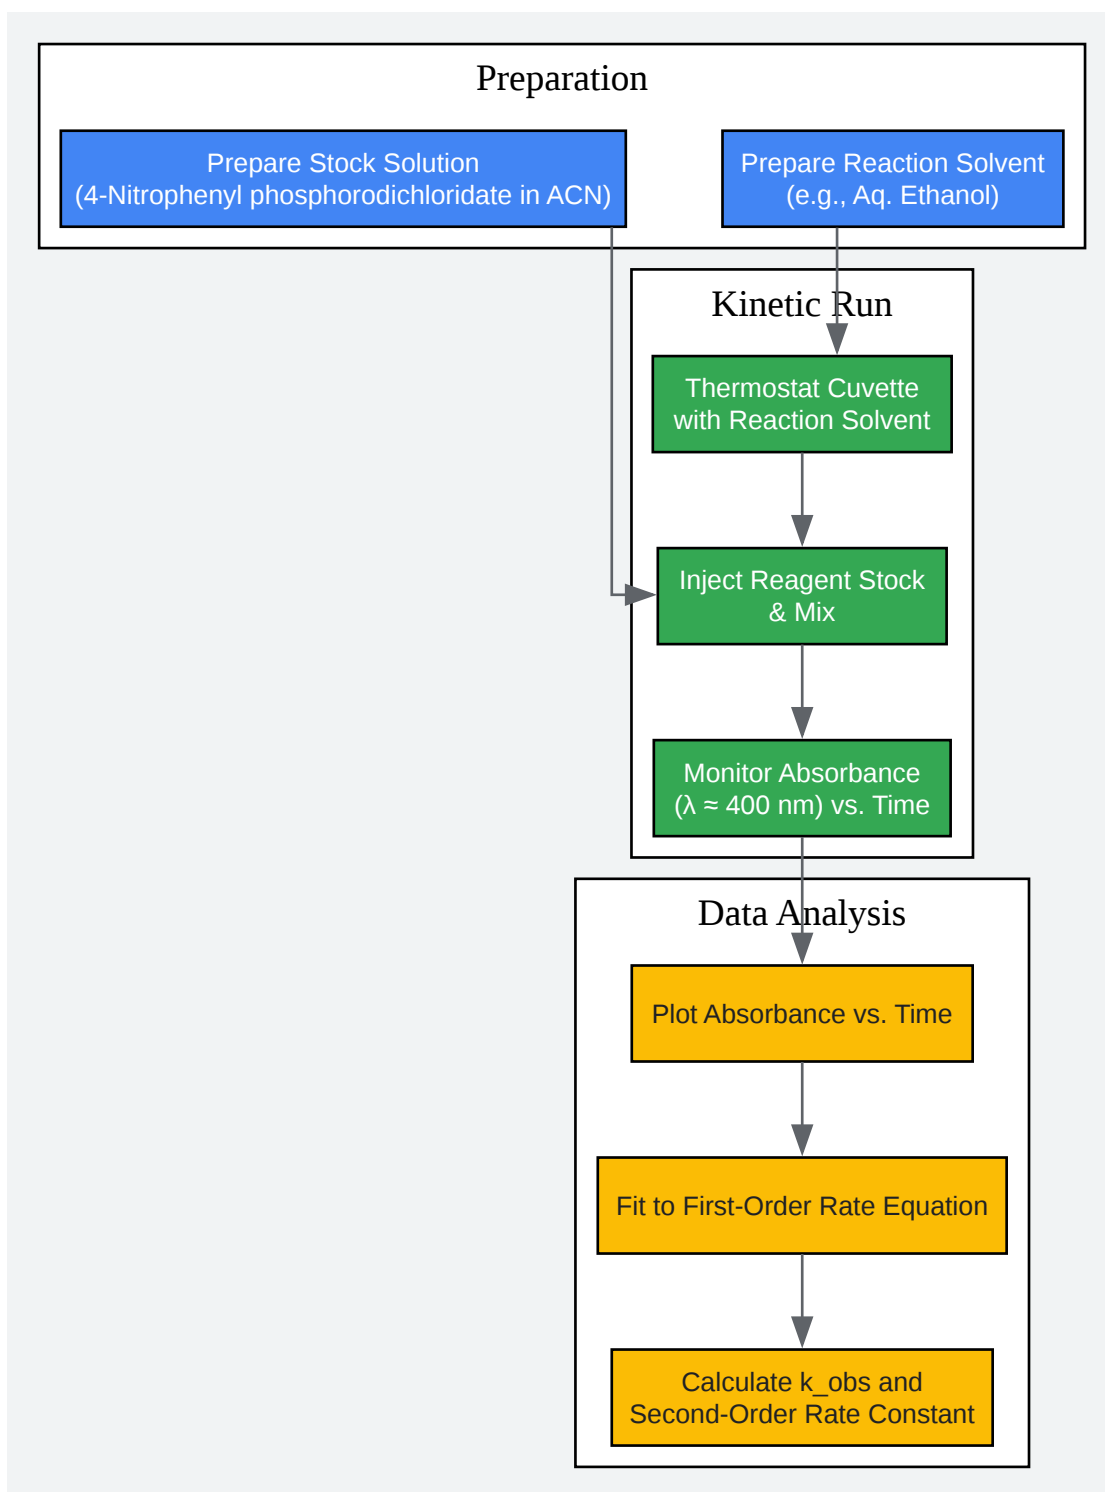 Preparation
Prepare Stock Solution
(4-Nitrophenyl phosphorodichloridate in ACN)
Prepare Reaction Solvent
(e.g., Aq. Ethanol)
Kinetic Run
Thermostat Cuvette
with Reaction Solvent
Inject Reagent Stock
& Mix
Monitor Absorbance
(λ ≈ 400 nm) vs. Time
Data Analysis
Plot Absorbance vs. Time
Fit to First-Order Rate Equation
Calculate k_obs and
Second-Order Rate Constant